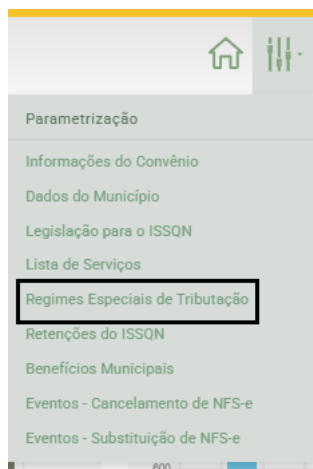 Parametrização
Informações do Convênio
Dados do Município
Legislação para o ISSQN
Lista de Serviços
Regimes Especiais de Tributação
Retenções do ISSQN
Benefícios Municipais
Eventos - Cancelamento de NFS-e
Eventos - Substituição de NFS-e
600